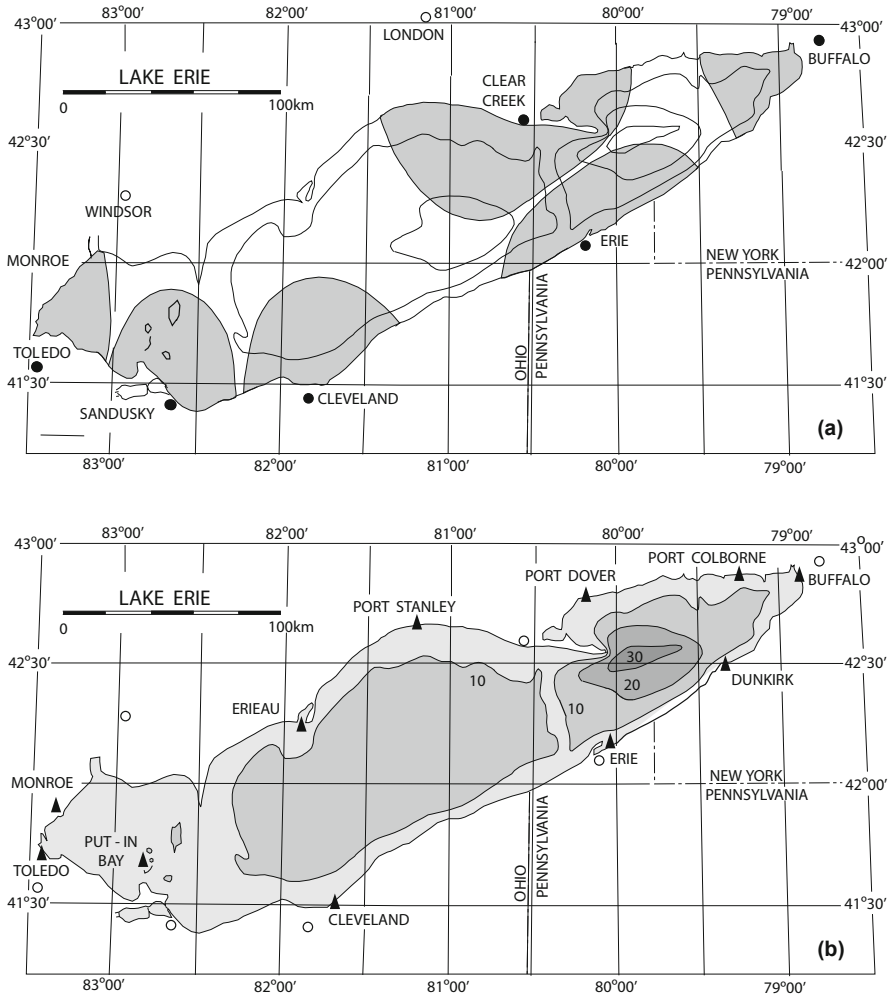 83°00' 82°00' 81°00' 80°00' 79°00'
43°00' 43°00'
LONDON
BUFFALO
LAKE ERIE
0 100km
CLEAR
CREEK
42°30' 42°30'
WINDSOR
ERIE
MONROE
NEW YORK
42°00'
PENNSYLVANIA
TOLEDO
OHIO
PENNSYLVANIA
41°30' 41°30'
SANDUSKY
CLEVELAND
(a)
83°00' 82°00' 81°00' 80°00' 79°00'
83°00' 82°00' 81°00' 80°00' 79°00'
43°00' 43°00'
PORT COLBORNE
PORT DOVER
BUFFALO
LAKE ERIE
0 100km
PORT STANLEY
42°30' 42°30'
30
20
10
10
DUNKIRK
ERIEAU
ERIE
MONROE
NEW YORK
42°00'
PENNSYLVANIA
PUT - IN
BAY
TOLEDO
OHIO
PENNSYLVANIA
41°30' 41°30'
CLEVELAND
(b)
83°00' 82°00' 81°00' 80°00' 79°00'